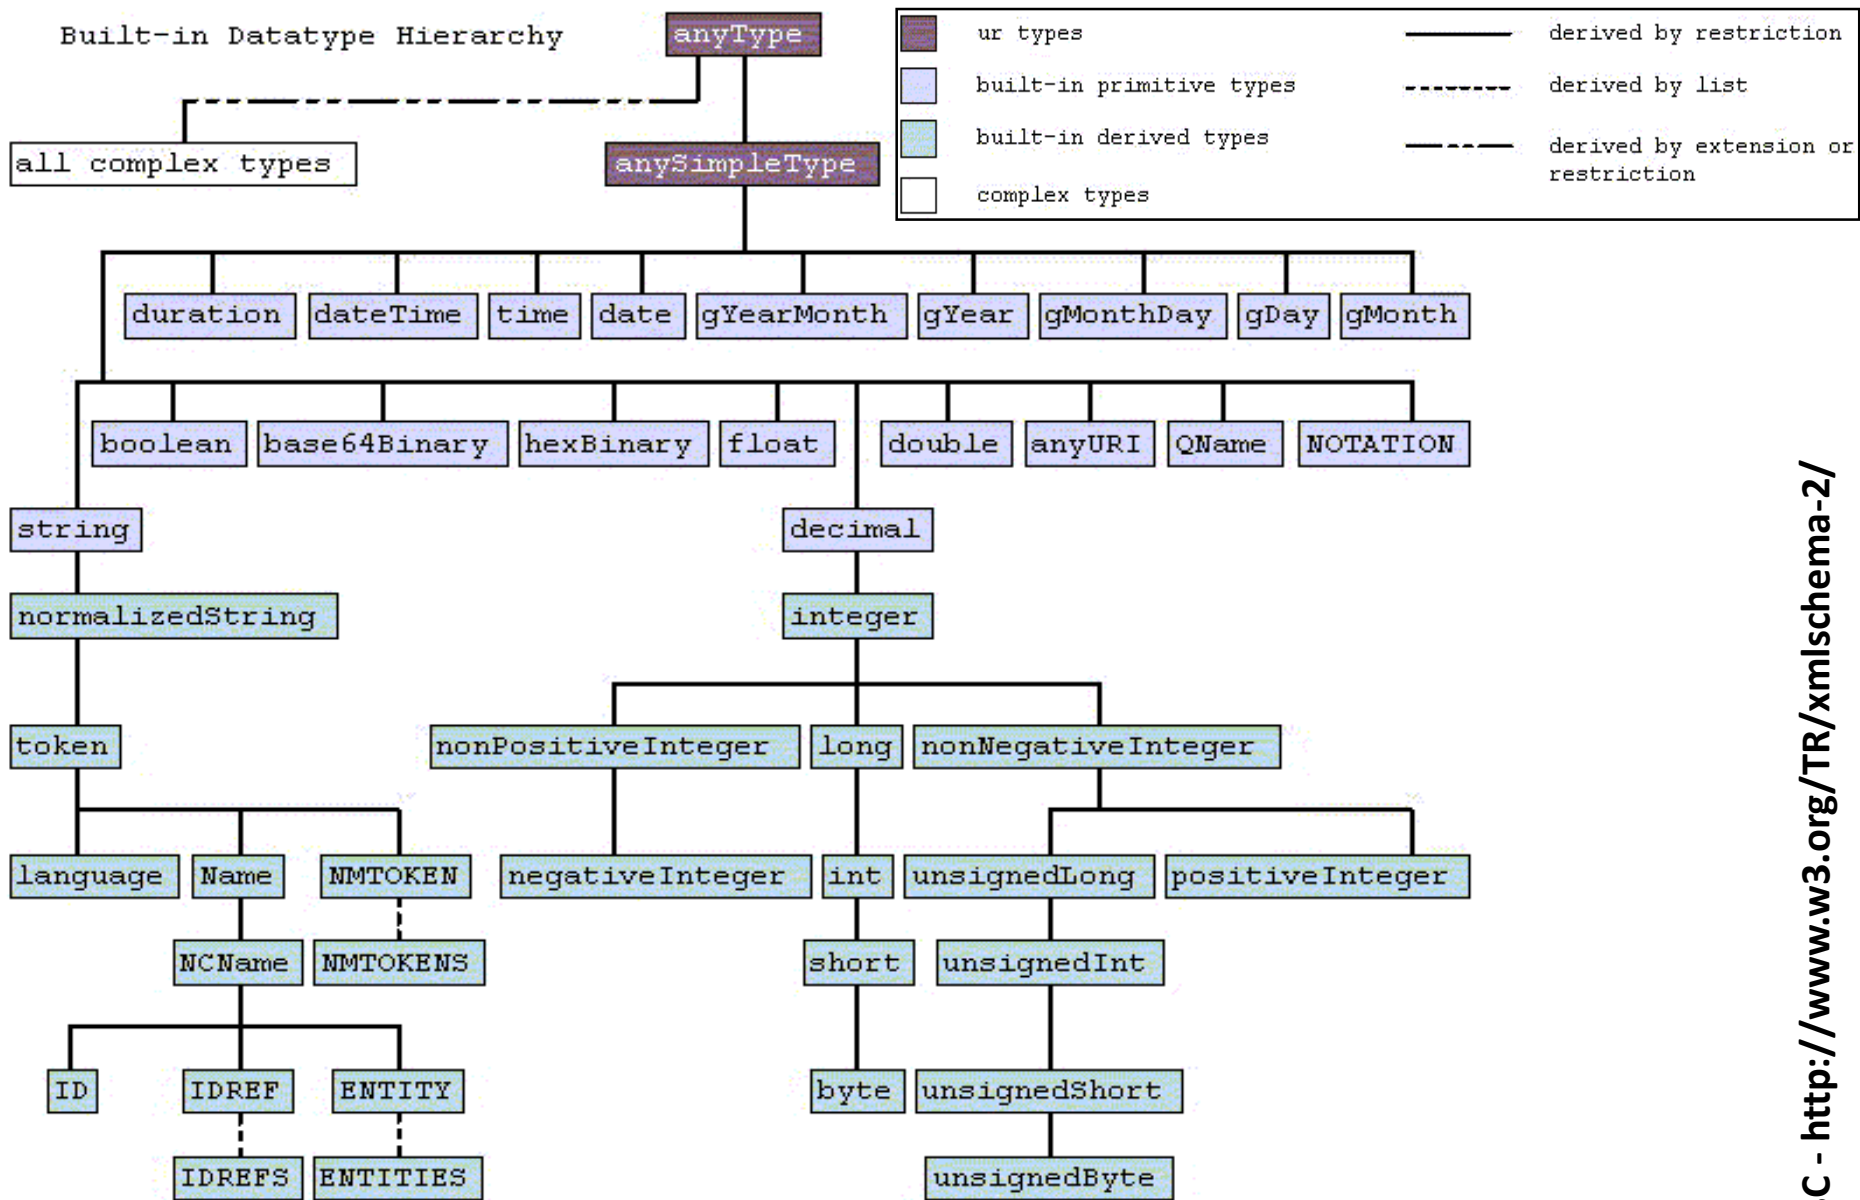 Built-in Datatype Hierarchy
anyType
ur types
derived by restriction
built-in primitive types
derived by list
built-in derived types
derived by extension or
restriction
complex types
all complex types
anySimpleType
duration
dateTime
time
date
gYearMonth
gYear
gMonthDay
gDay
gMonth
boolean
base64Binary
hexBinary
float
double
anyURI
QName
NOTATION
string
decimal
normalizedString
integer
token
nonPositiveInteger
long
nonNegativeInteger
language
Name
NMTOKEN
negativeInteger
int
unsignedLong
positiveInteger
NCName
NMTOKENS
short
unsignedInt
ID
IDREF
ENTITY
byte
unsignedShort
IDREFS
ENTITIES
unsignedByte
C - http://www.w3.org/TR/xmlschema-2/